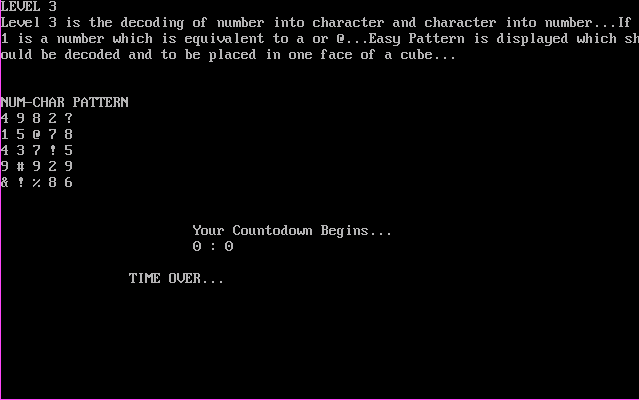 LEVEL 3
Level 3 is the decoding of number into character and character into number...If
1 is a number which is equivalent to a or @...Easy Pattern is displayed which sh
ould be decoded and to be placed in one face of a cube...
NUM-CHAR PATTERN
4 9 8 2 ?
1 5 @ 7 8
4 3 7 ! 5
9 # 9 2 9
& ! % 8 6
Your Countodown Begins...
0 : 0
TIME OVER...